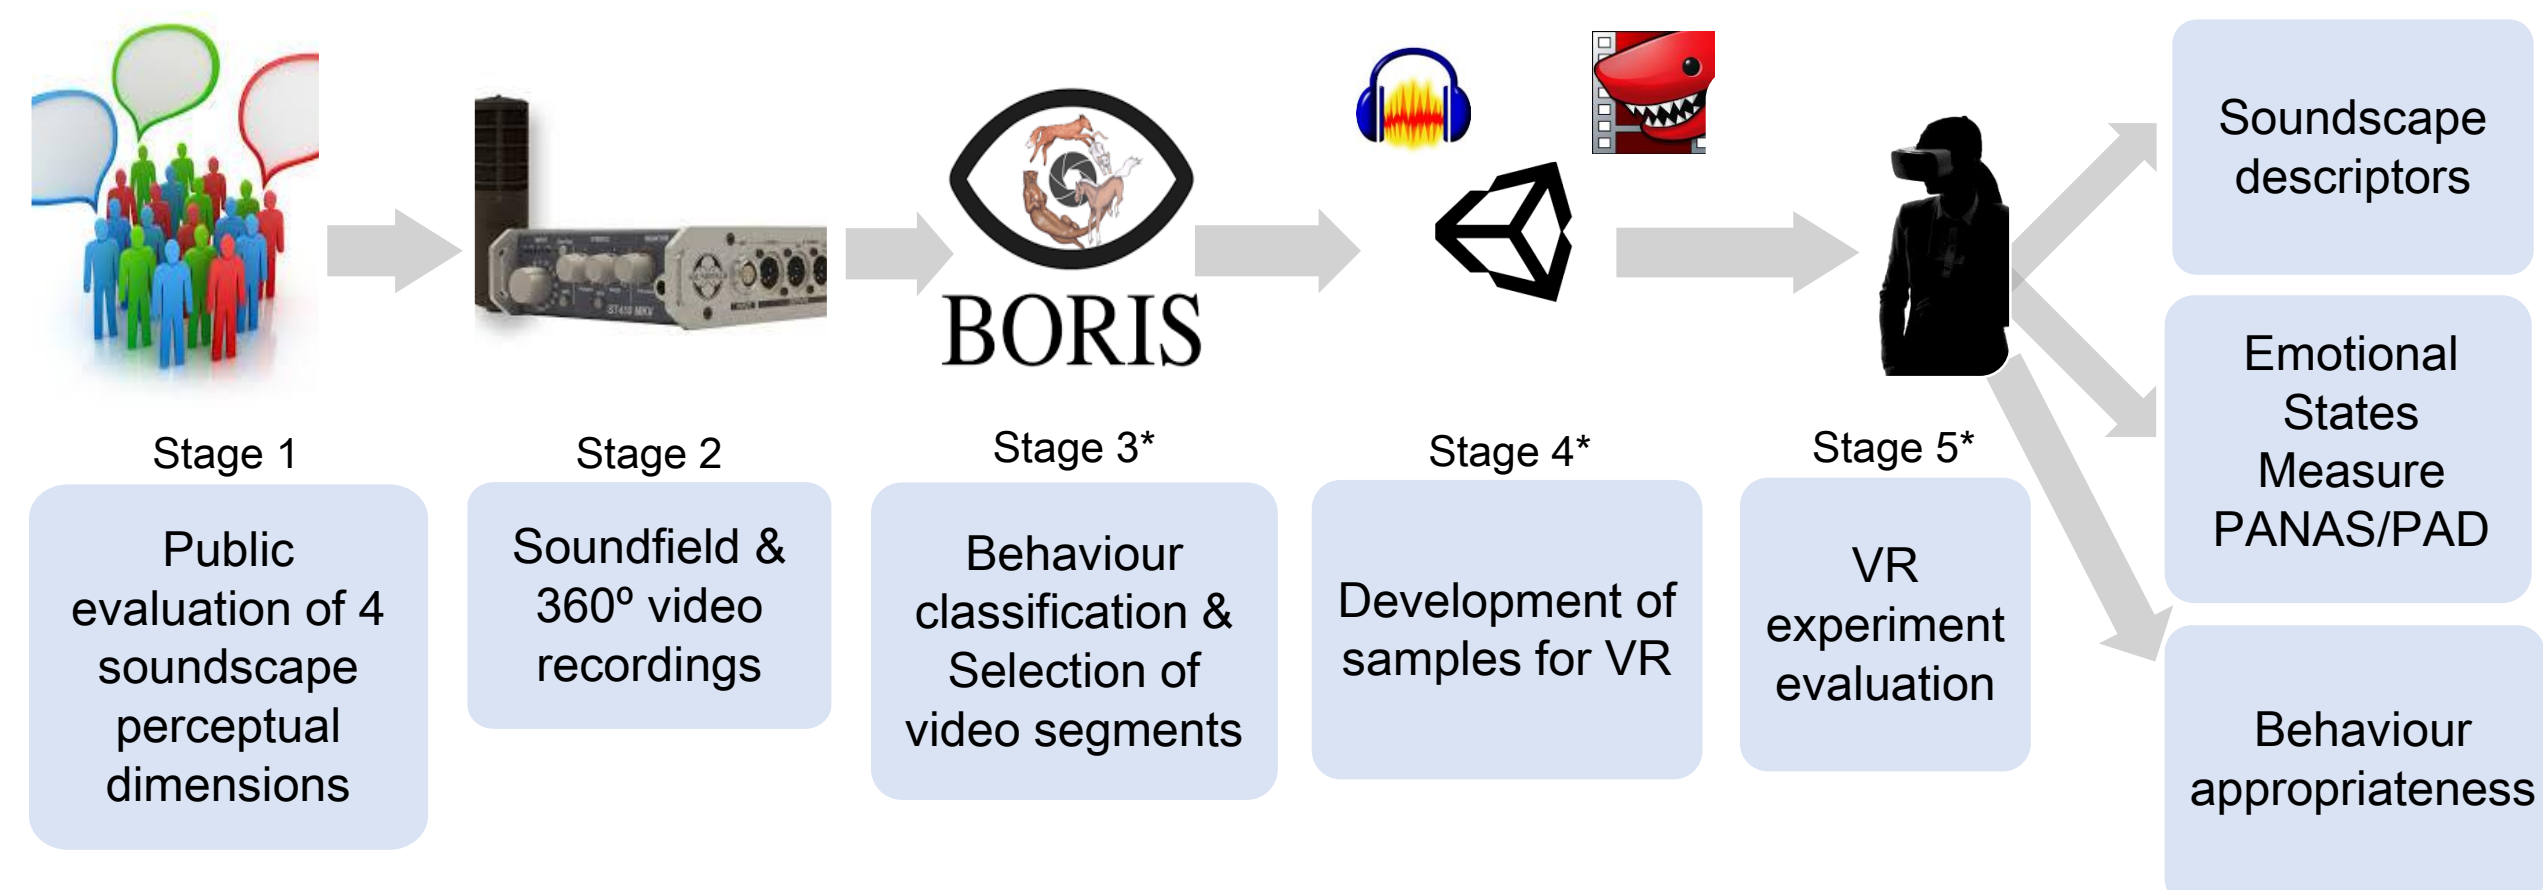 BORIS
ST450 MKV
Stage 1
Public
evaluation of 4
soundscape
perceptual
dimensions
Stage 2
Soundfield &
360º video
recordings
Stage 3*
Behaviour
classification &
Selection of
video segments
Stage 4*
Development of
samples for VR
Stage 5*
VR
experiment
evaluation
Soundscape
descriptors
Emotional
States
Measure
PANAS/PAD
Behaviour
appropriateness